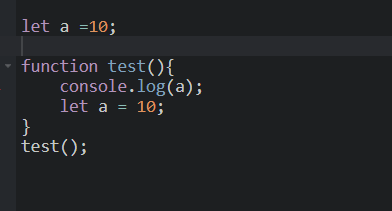 let a =10;
function test(){
    console.log(a);
    let a = 10;
}
test();